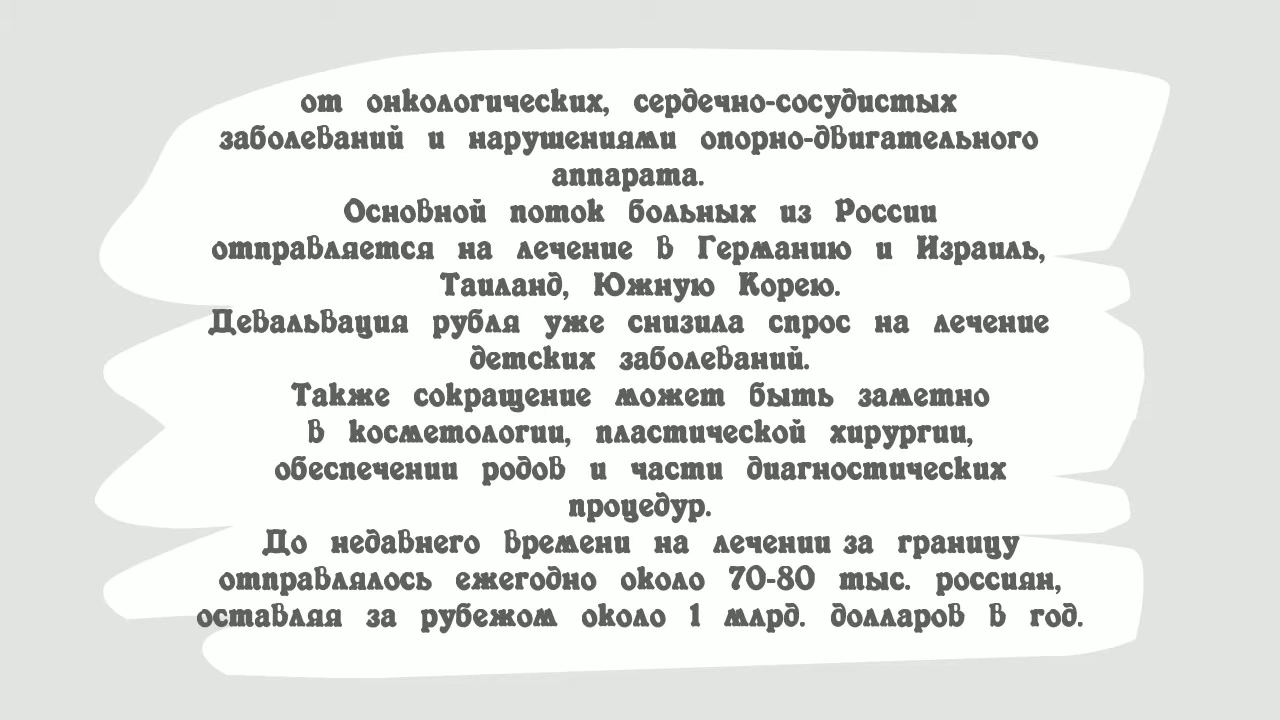 от онкологических, сердечно-сосудистых
заболеваний и нарушениями опорно-двигательного
аппарата.
Основной поток больных из России
отправляется на лечение в Германию и Израиль,
Таиланд, Южную Корею.
Девальвация рубля уже снизила спрос на лечение
детских заболеваний.
Также сокращение может быть заметно
в косметологии, пластической хирургии,
обеспечении родов и части диагностических
процедур.
До недавнего времени на лечении за границу
отправлялось ежегодно около 70-80 тыс. россиян,
оставляя за рубежом около 1 млрд. долларов в год.